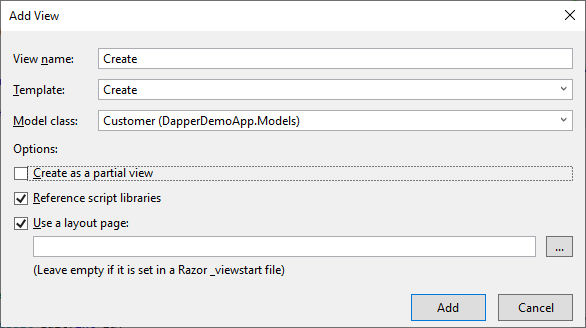 Add View
View name: Create
Template: Create
Model class: Customer (DapperDemoApp.Models)
Options:
Create as a partial view
Reference script libraries
Use a layout page:
...
(Leave empty if it is set in a Razor _viewstart file)
Add Cancel